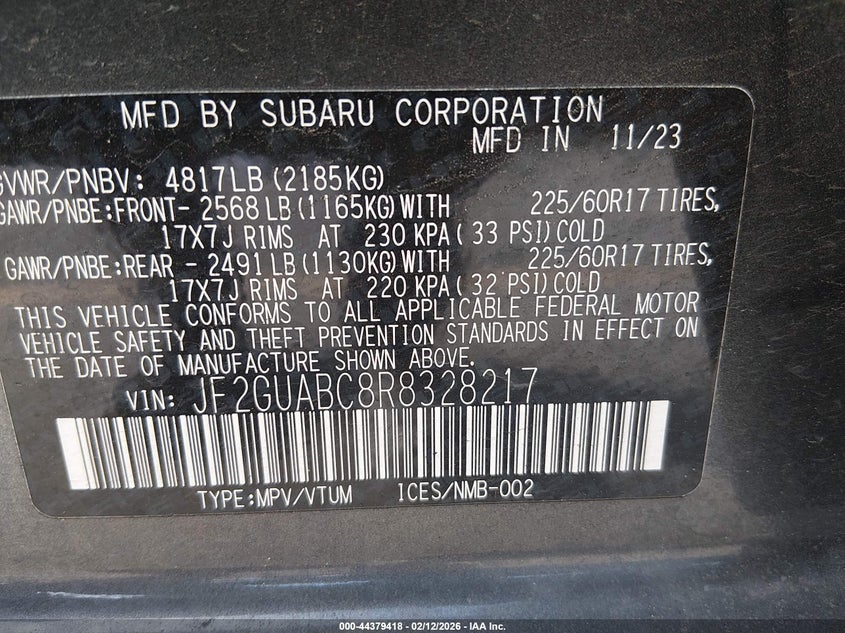 MFD BY SUBARU CORPORATION
MFD IN 11/23
GVWR/PNBV: 4817LB (2185KG)
GAWR/PNBE:FRONT- 2568 LB (1165KG) WITH 225/60R17 TIRES,
17X7J RIMS AT 230 KPA ( 33 PSI) COLD
GAWR/PNBE:REAR - 2491 LB (1130KG) WITH 225/60R17 TIRES,
17X7J RIMS AT 220 KPA ( 32 PSI) COLD
THIS VEHICLE CONFORMS TO ALL APPLICABLE FEDERAL MOTOR
VEHICLE SAFETY AND THEFT PREVENTION STANDARDS IN EFFECT ON
THE DATE OF MANUFACTURE SHOWN ABOVE.
VIN: JF2GUABC8R8328217
TYPE:MPV/VTUM ICES/NMB-002
000-44379418 - 02/12/2026 - IAA Inc.